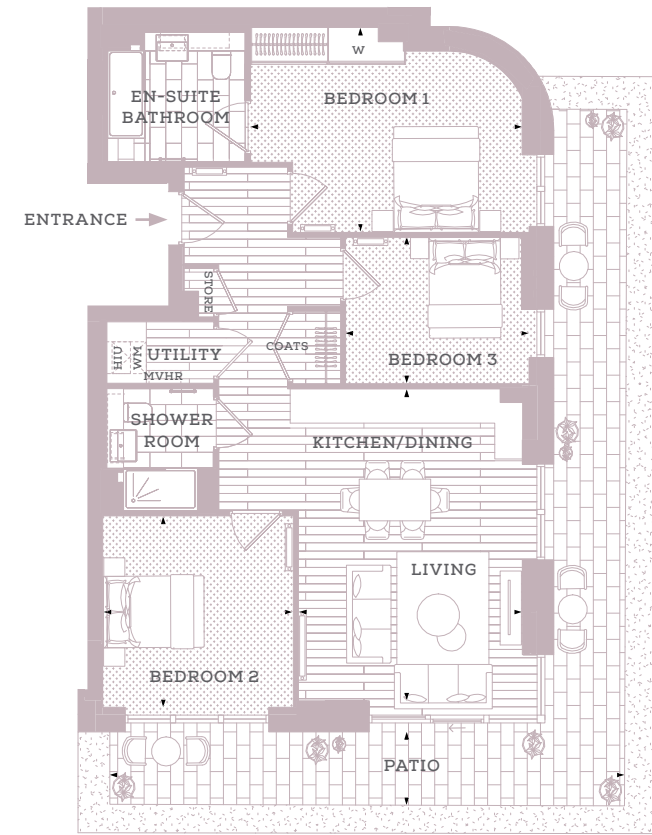 W
EN-SUITE
BATHROOM
BEDROOM 1
ENTRANCE
STORE
COATS
HIU
WM
UTILITY
MVHR
BEDROOM 3
SHOWER
ROOM
KITCHEN/DINING
LIVING
BEDROOM 2
PATIO